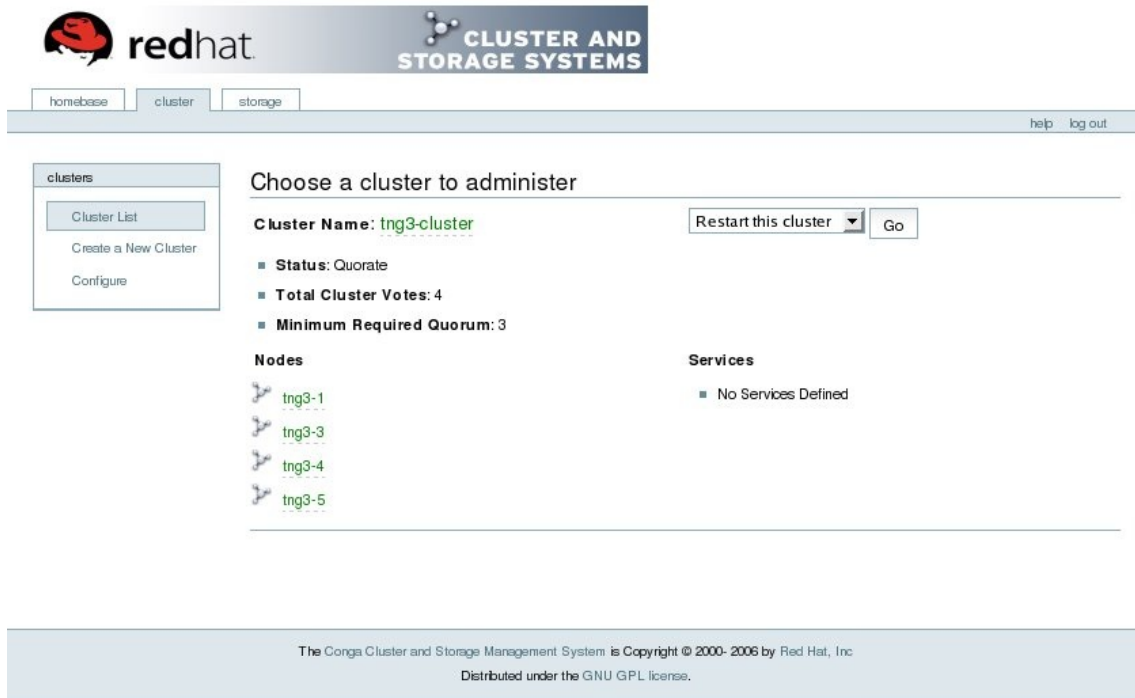 redhat.
CLUSTER AND
STORAGE SYSTEMS
homebase
cluster
storage
help
log out
clusters
Cluster List
Create a New Cluster
Configure
Choose a cluster to administer
Cluster Name: tng3-cluster
Restart this cluster
Go
Status: Quorate
Total Cluster Votes: 4
Minimum Required Quorum: 3
Nodes
tng3-1
tng3-3
tng3-4
tng3-5
Services
No Services Defined
The Conga Cluster and Storage Management System is Copyright © 2000- 2006 by Red Hat, Inc
Distributed under the GNU GPL license.